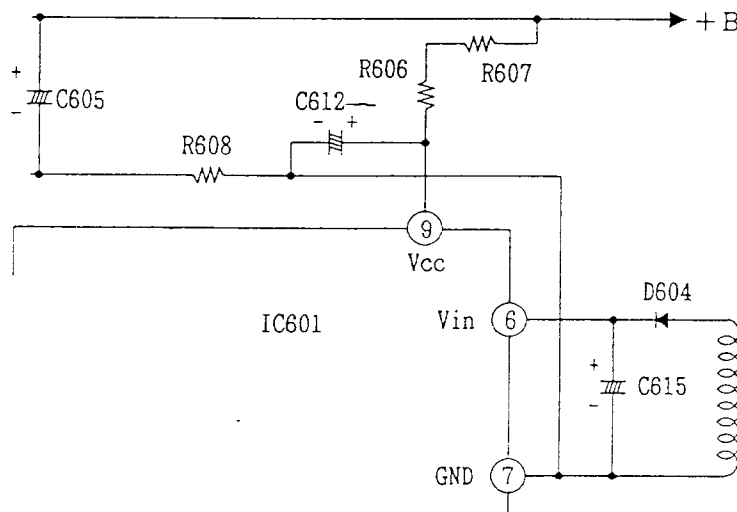 +B
R606
R607
+
C605
-
C612
- +
R608
9
Vcc
D604
IC601
Vin 6
+
C615
-
GND 7